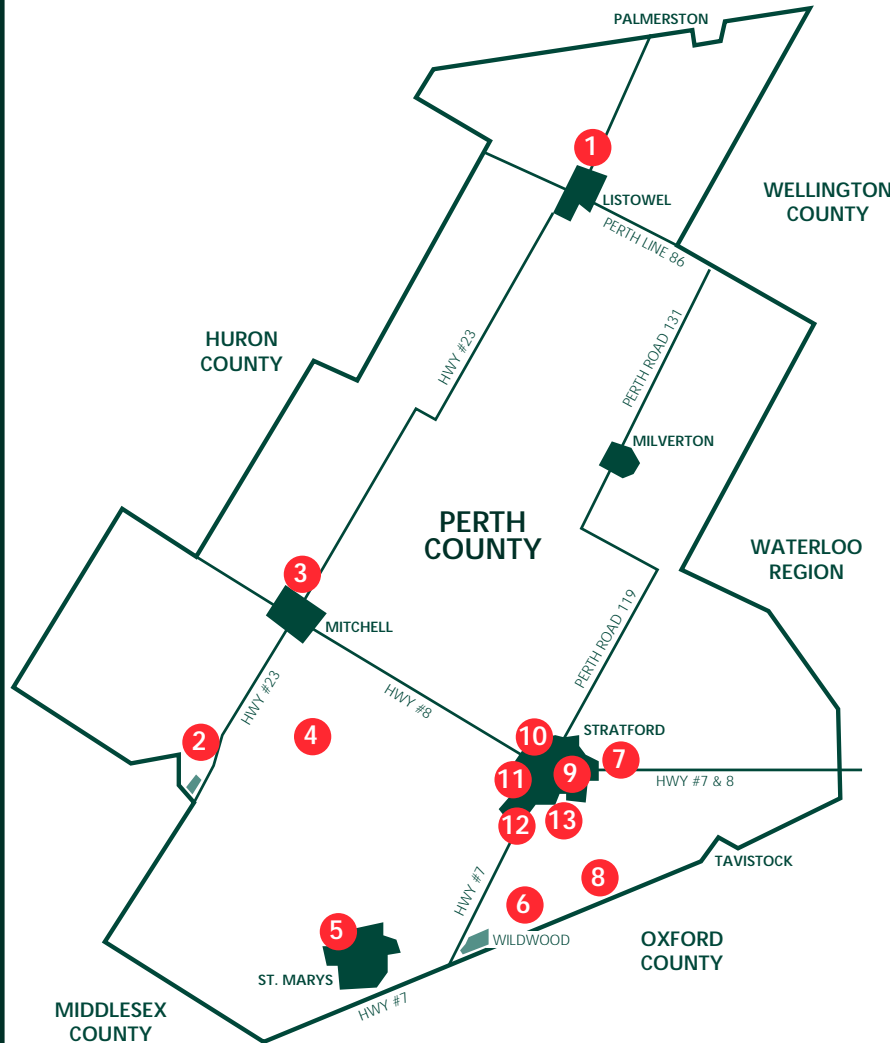 PALMERSTON
1
LISTOWEL
WELLINGTON
COUNTY
PERTH LINE 86
HURON
COUNTY
HWY #23
PERTH ROAD 131
MILVERTON
PERTH
COUNTY
WATERLOO
REGION
3
MITCHELL
PERTH ROAD 119
HWY #23
HWY #8
2
4
10
STRATFORD
7
9
11
HWY #7 & 8
12
13
TAVISTOCK
8
HWY #7
6
5
WILDWOOD
OXFORD
COUNTY
ST. MARYS
HWY #7
MIDDLESEX
COUNTY